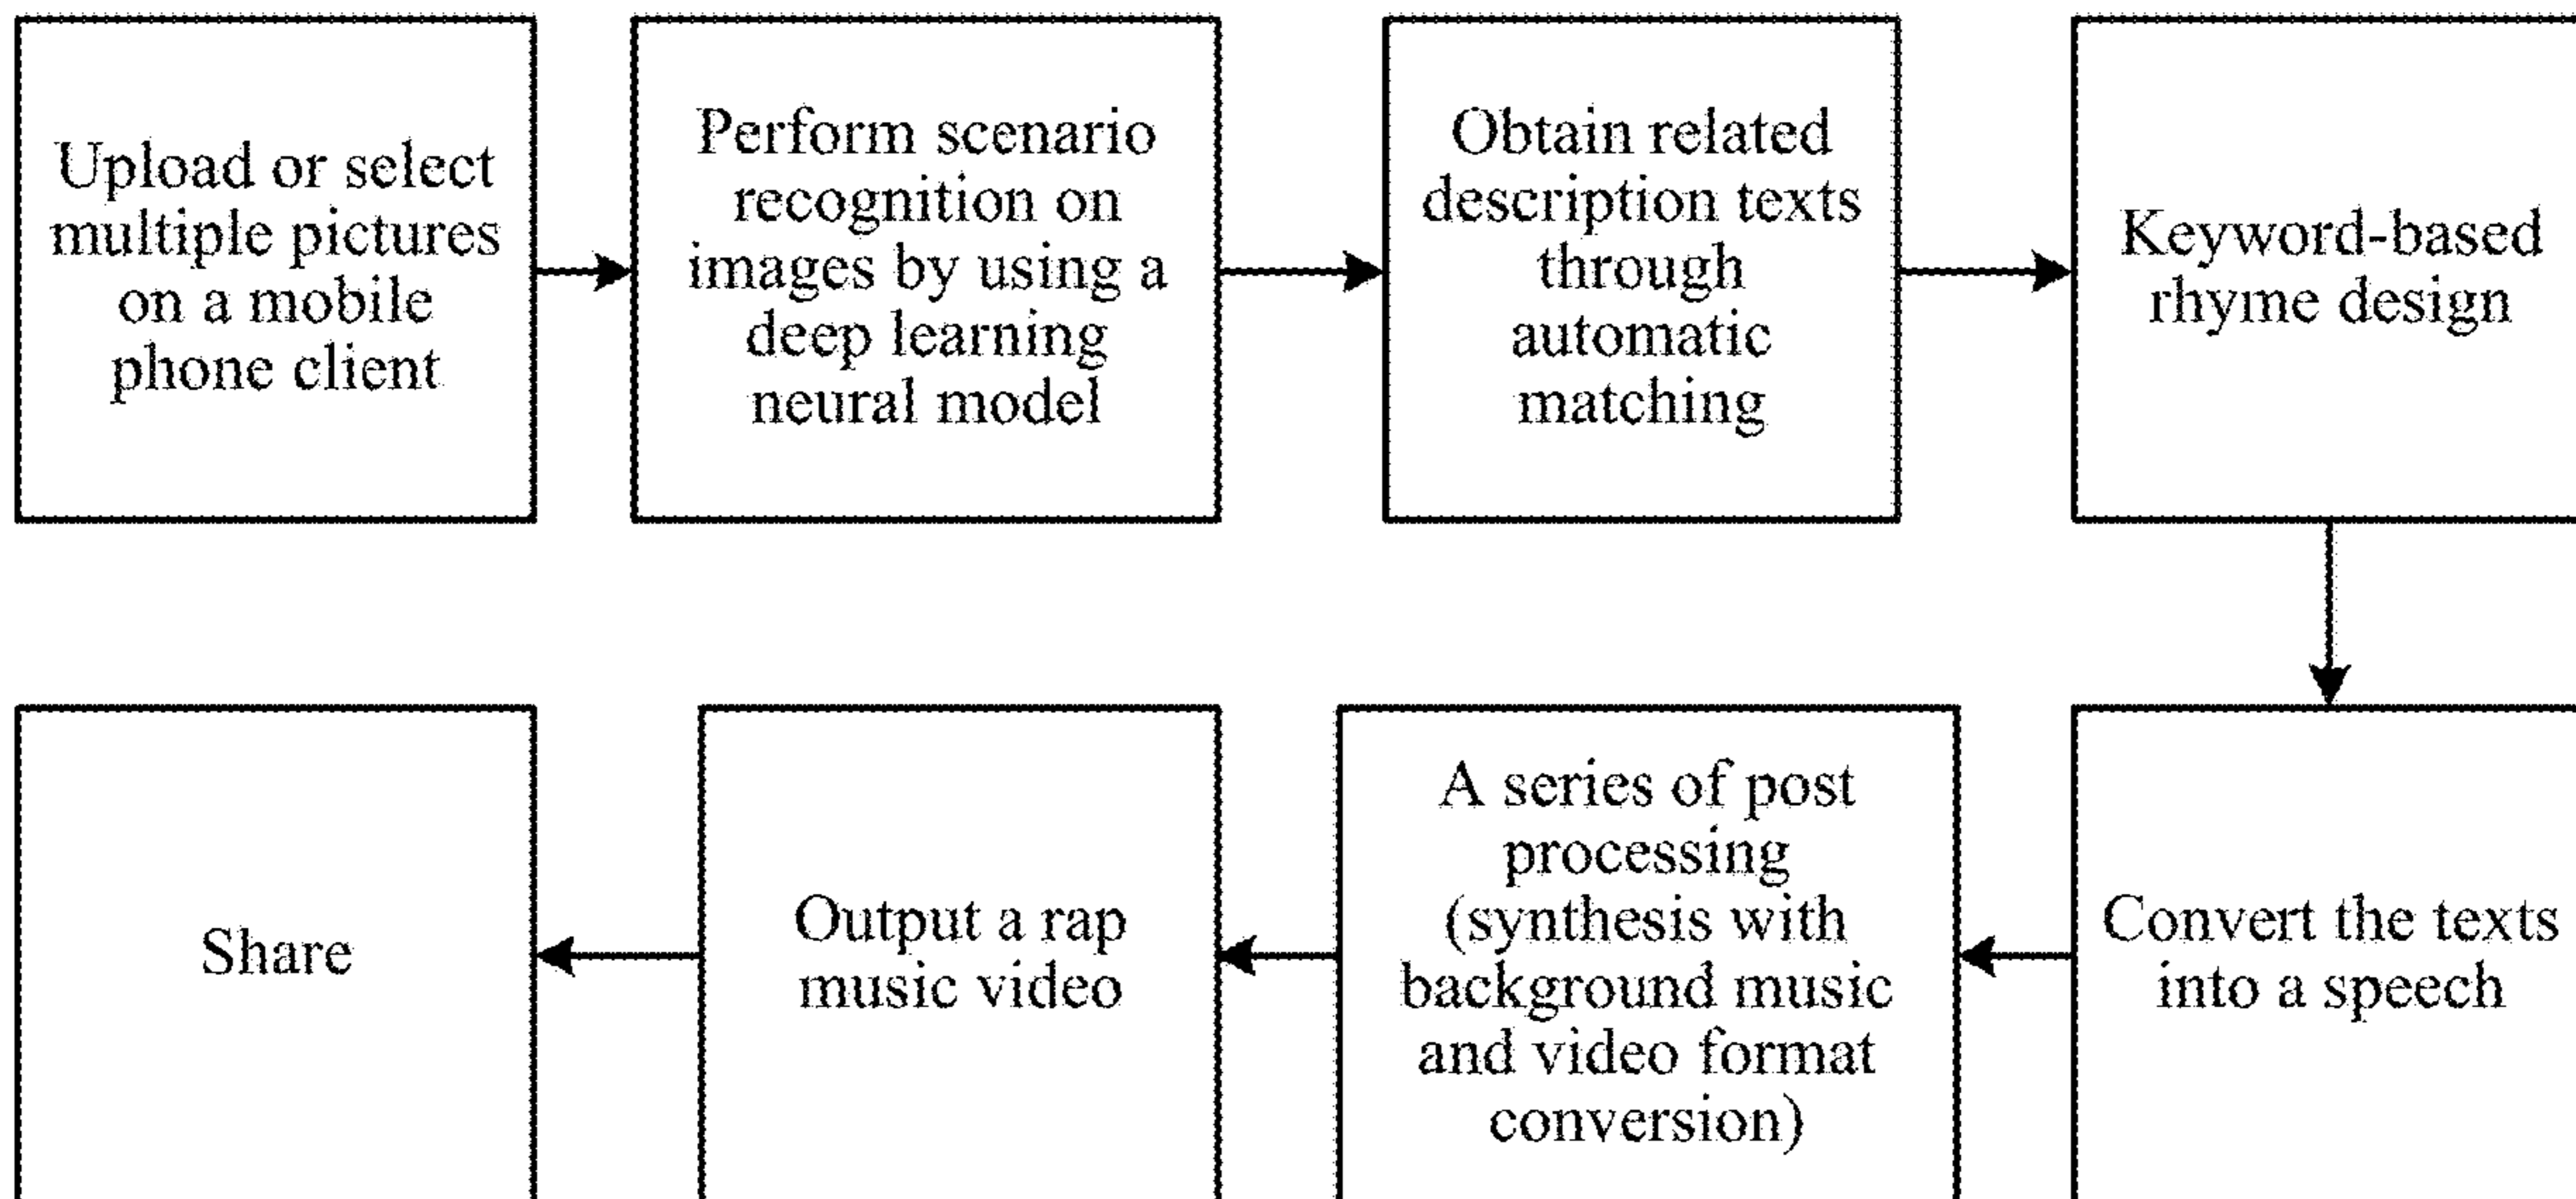 Upload or select
multiple pictures
on a mobile
phone client
Perform scenario
recognition on
images by using a
deep learning
neural model
Obtain related
description texts
through
automatic
matching
Keyword-based
rhyme design
Convert the texts
into a speech
A series of post
processing
(synthesis with
background music
and video format
conversion)
Output a rap
music video
Share